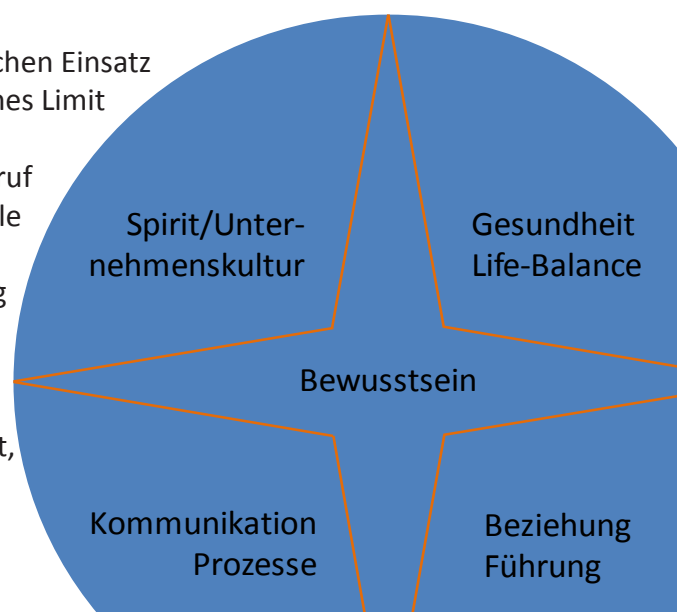 chen Einsatz
nes Limit
ruf
le
g
t,
Spirit/Unter-
nehmenskultur
Gesundheit
Life-Balance
Bewusstsein
Kommunikation
Prozesse
Beziehung
Führung